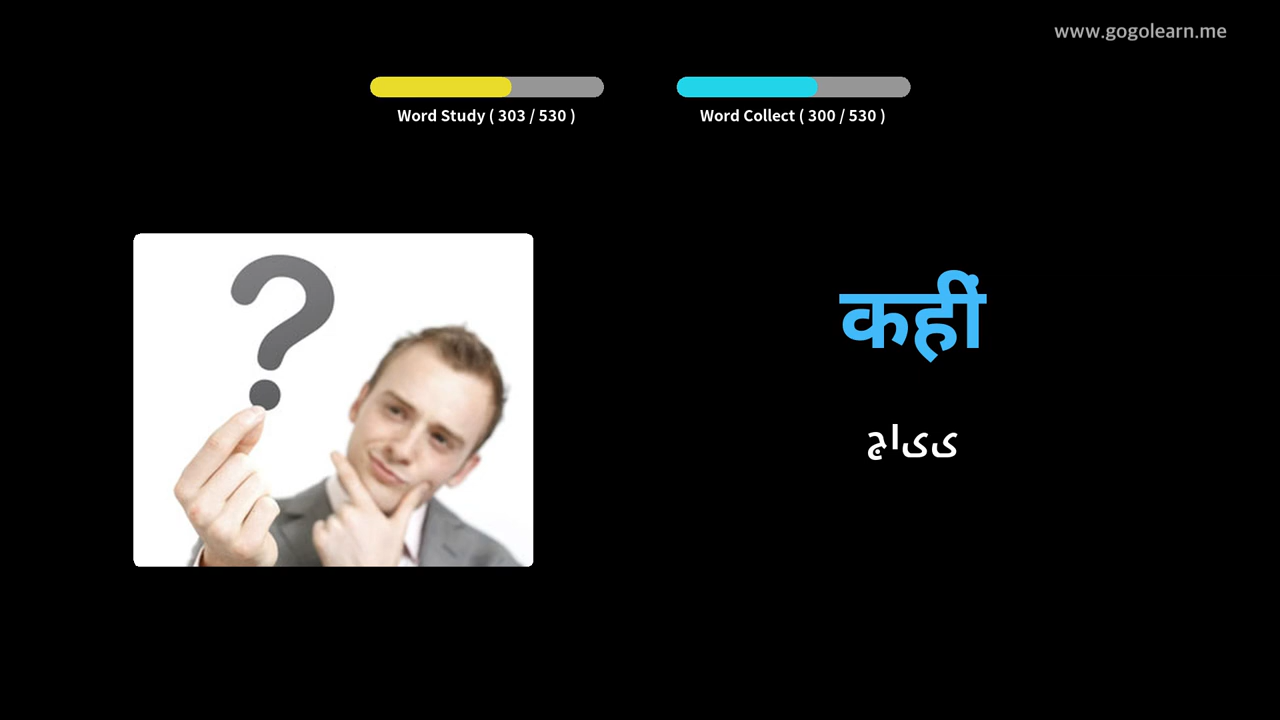 www.gogolearn.me
Word Study ( 303 / 530 )
Word Collect ( 300 / 530 )
कहीं
جایی